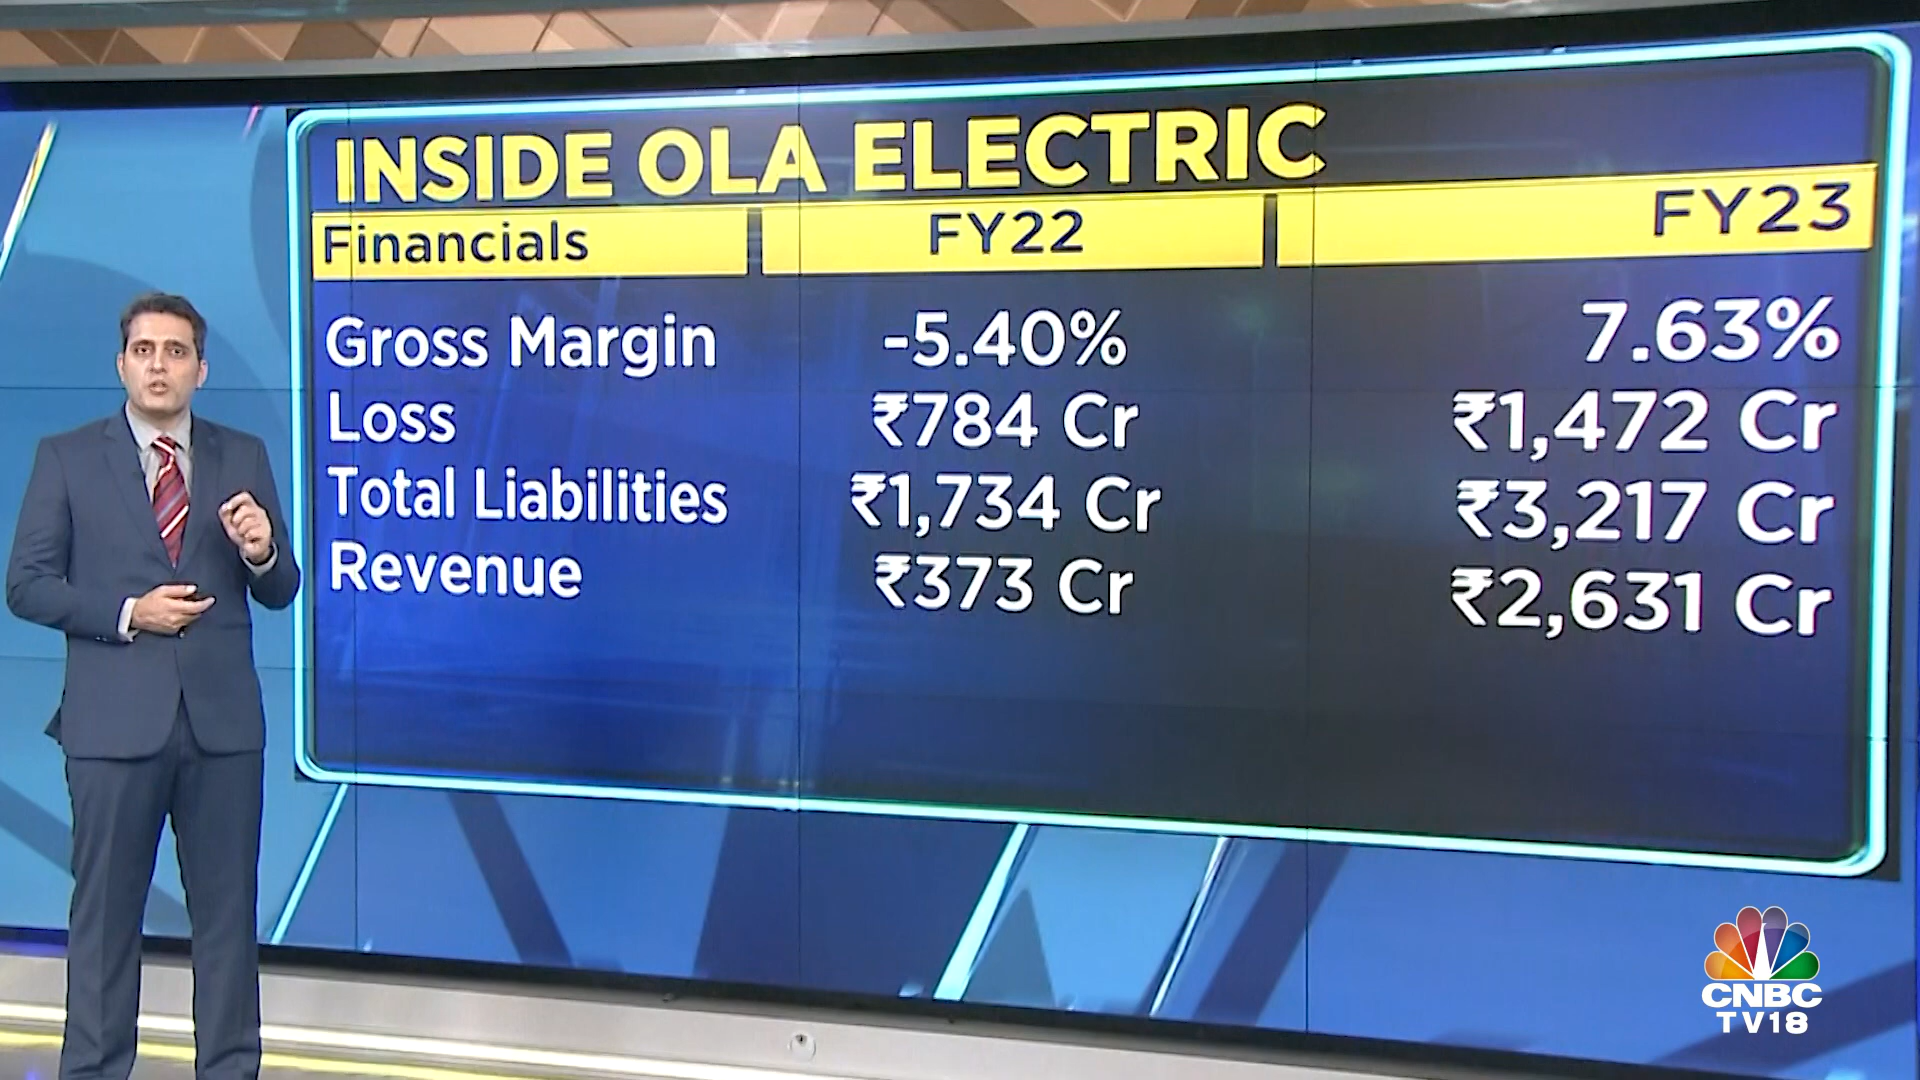 INSIDE OLA ELECTRIC
Financials FY22 FY23
Gross Margin -5.40% 7.63%
Loss ₹784 Cr ₹1,472 Cr
Total Liabilities ₹1,734 Cr ₹3,217 Cr
Revenue ₹373 Cr ₹2,631 Cr
CNBC
TV18